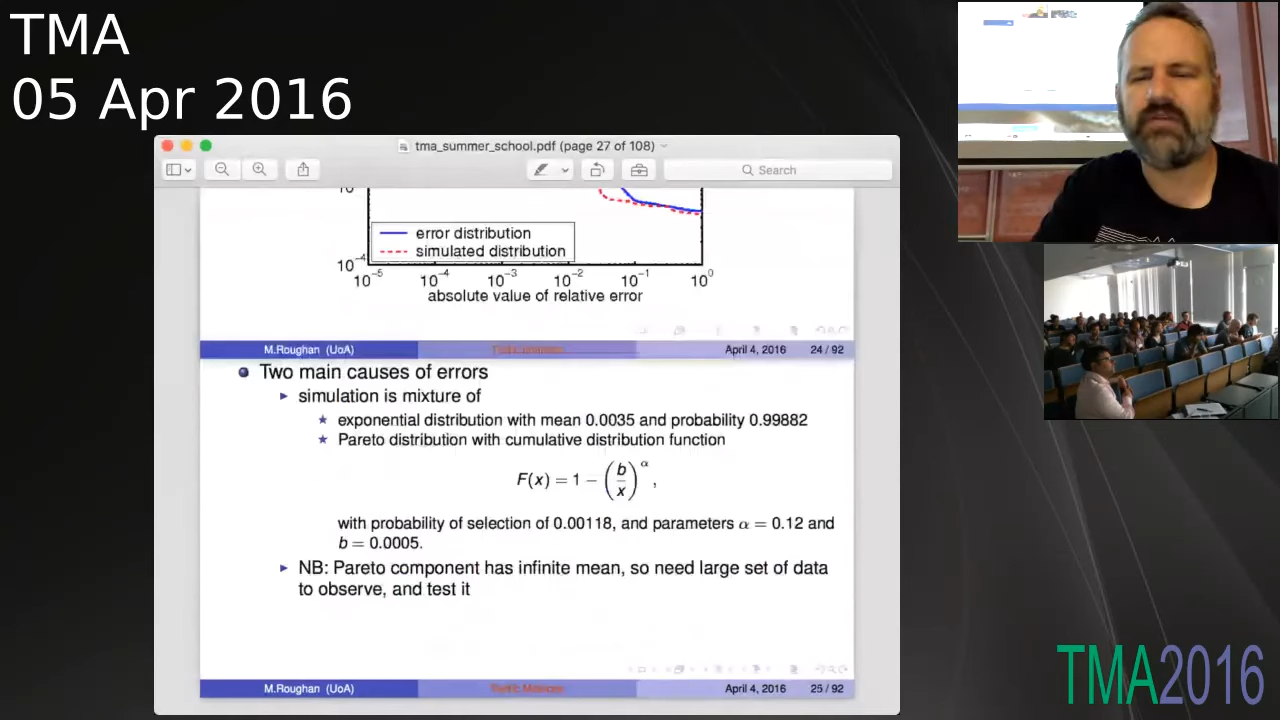 TMA
05 Apr 2016
tma_summer_school.pdf (page 27 of 108)
Search
error distribution
simulated distribution
10⁻⁴
10⁻⁵ 10⁻⁴ 10⁻³ 10⁻² 10⁻¹ 10⁰
absolute value of relative error
M.Roughan (UoA) April 4, 2016 24 / 92
Two main causes of errors
simulation is mixture of
exponential distribution with mean 0.0035 and probability 0.99882
Pareto distribution with cumulative distribution function
F(x) = 1 − (b/x)^α,
with probability of selection of 0.00118, and parameters α = 0.12 and
b = 0.0005.
NB: Pareto component has infinite mean, so need large set of data
to observe, and test it
M.Roughan (UoA) April 4, 2016 25 / 92
TMA2016